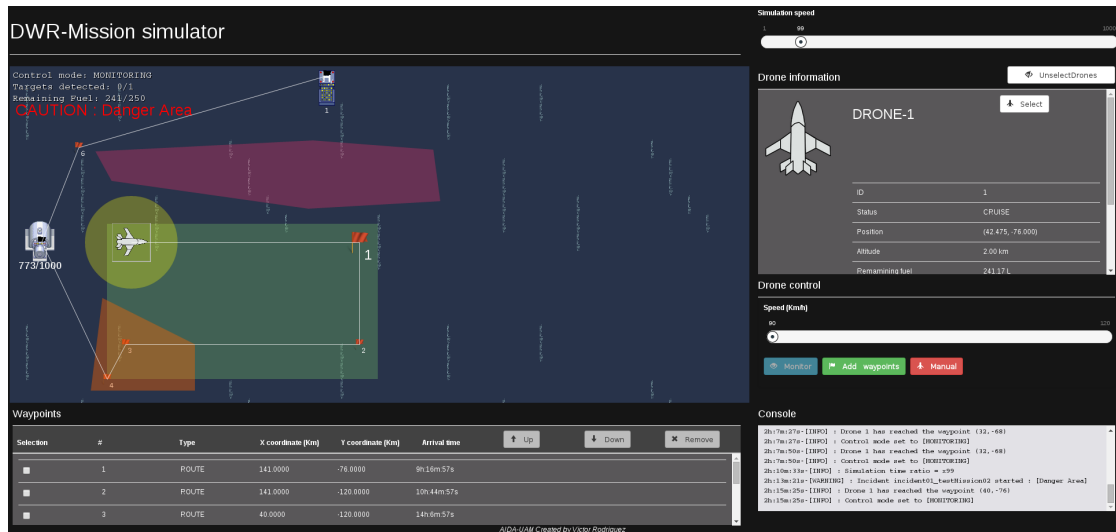 DWR-Mission simulator
Simulation speed
1 99 1000
Control mode: MONITORING
Targets detected: 0/1
Remaining Fuel: 241/250
CAUTION : Danger Area
1
6
773/1000
1
3
2
4
Drone information
UnselectDrones
DRONE-1
Select
ID 1
Status CRUISE
Position (42.475, -76.000)
Altitude 2.00 km
Remamining fuel 241.17 L
Drone control
Speed (Km/h)
90 120
Monitor
Add waypoints
Manual
Waypoints
Selection # Type X coordinate (Km) Y coordinate (Km) Arrival time
Up
Down
Remove
1 ROUTE 141.0000 -76.0000 9h:16m:57s
2 ROUTE 141.0000 -120.0000 10h:44m:57s
3 ROUTE 40.0000 -120.0000 14h:6m:57s
Console
2h:7m:27s-[INFO] : Drone 1 has reached the waypoint (32,-68)
2h:7m:27s-[INFO] : Control mode set to [MONITORING]
2h:7m:50s-[INFO] : Drone 1 has reached the waypoint (32,-68)
2h:7m:50s-[INFO] : Control mode set to [MONITORING]
2h:10m:33s-[INFO] : Simulation time ratio = x99
2h:13m:21s-[WARNING] : Incident incident01_testMission02 started : [Danger Area]
2h:15m:25s-[INFO] : Drone 1 has reached the waypoint (40,-76)
2h:15m:25s-[INFO] : Control mode set to [MONITORING]
AIDA-UAM Created by Víctor Rodríguez